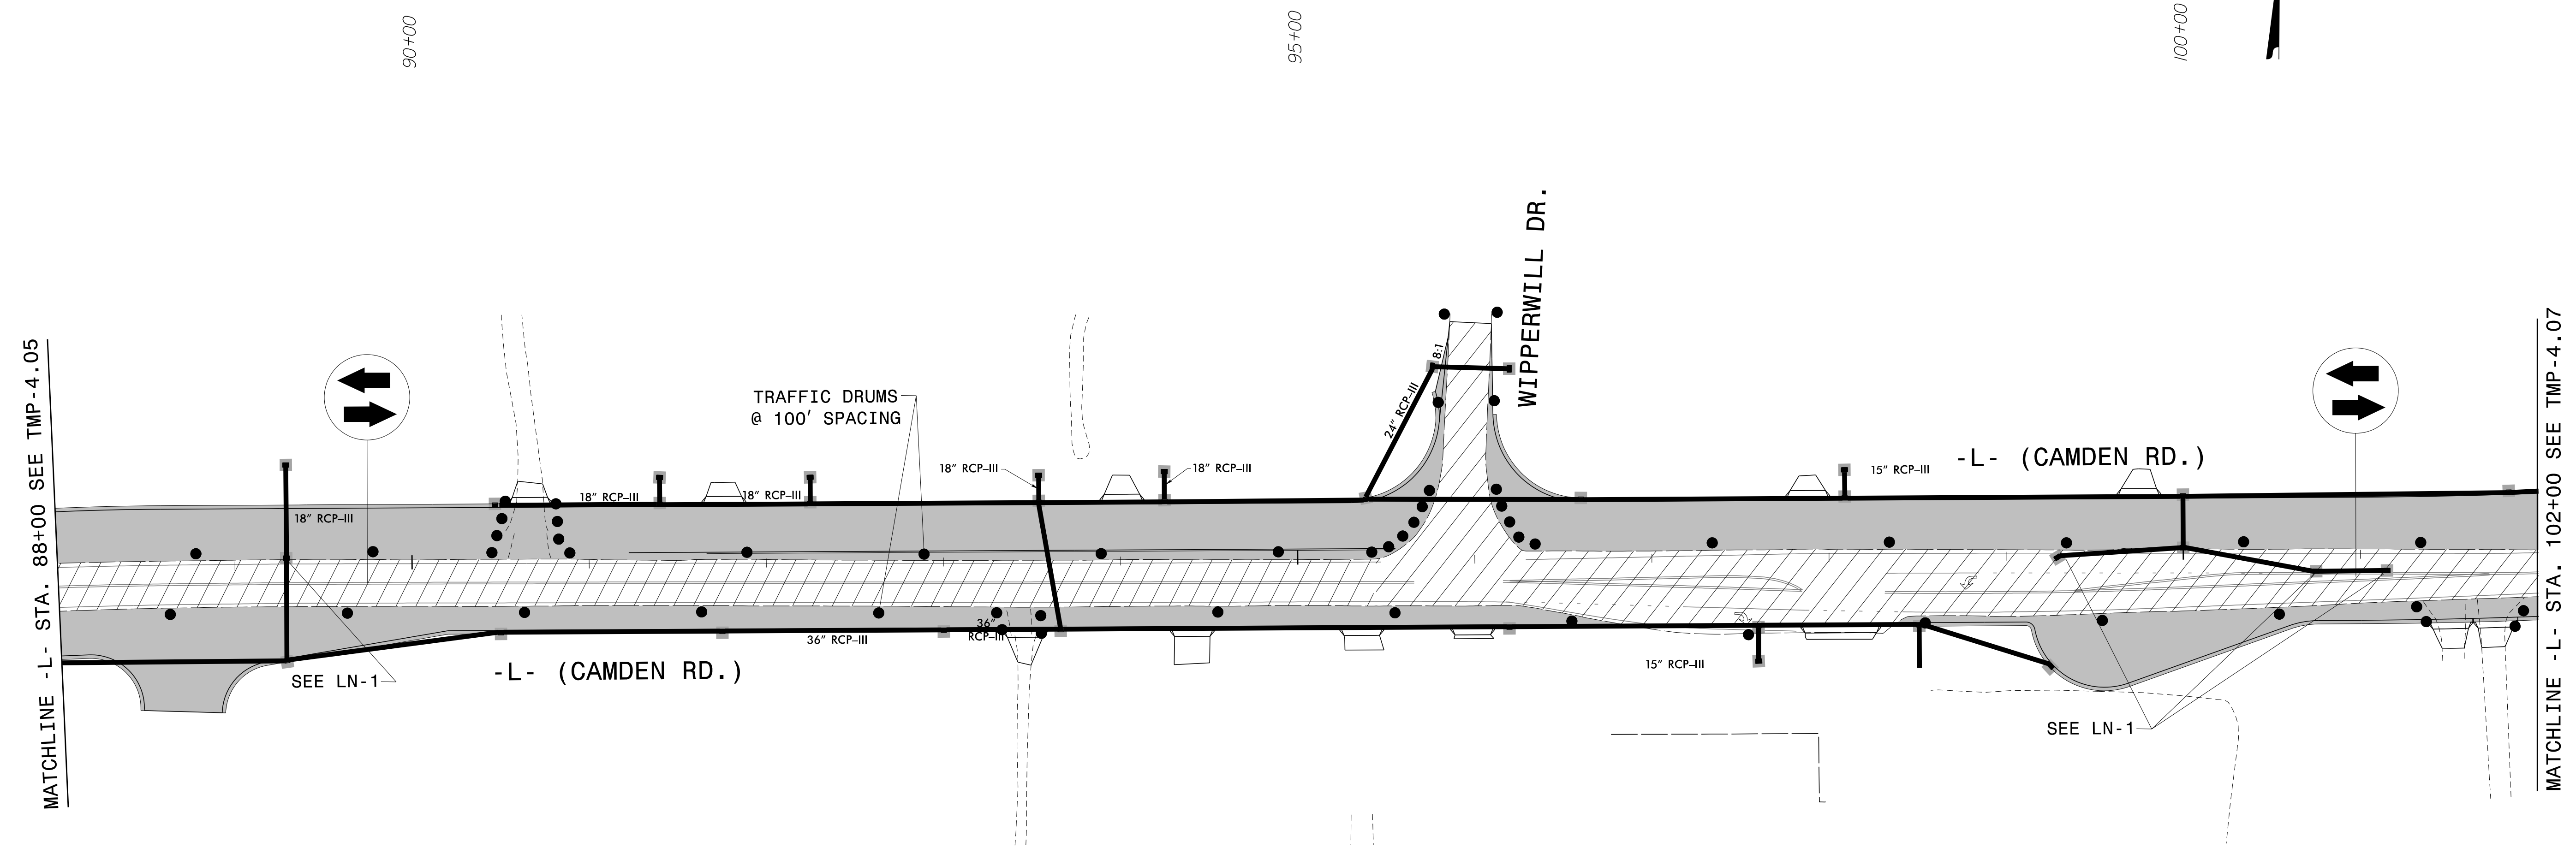 90+00
95+00
100+00
MATCHLINE -L- STA. 88+00 SEE TMP-4.05
MATCHLINE -L- STA. 102+00 SEE TMP-4.07
WIPPERWILL DR.
8:1
24" RCP-III
TRAFFIC DRUMS
@ 100' SPACING
-L- (CAMDEN RD.)
18" RCP-III
18" RCP-III
15" RCP-III
18" RCP-III
18" RCP-III
18" RCP-III
36"
RCP-III
36" RCP-III
15" RCP-III
-L- (CAMDEN RD.)
SEE LN-1
SEE LN-1